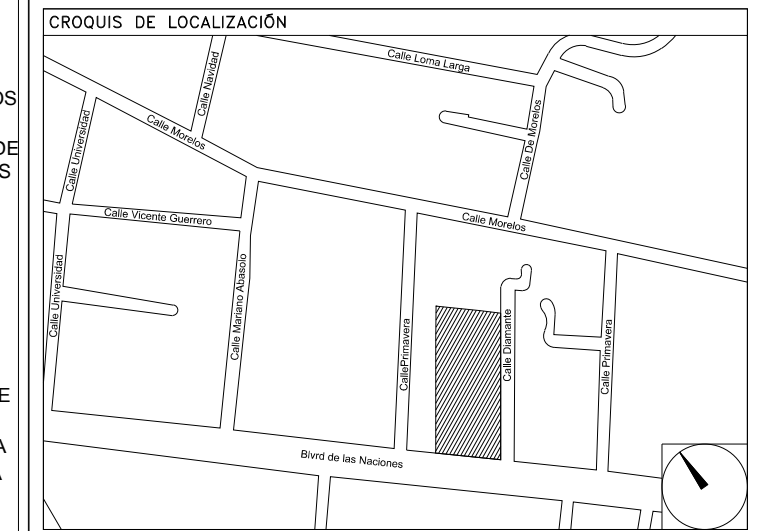 CROQUIS DE LOCALIZACIÓN
OS
DE
S
E
A
A
Calle Loma Larga
Calle Navidad
Calle Morelos
Calle Universidad
Calle De Morelos
Calle Vicente Guerrero
Calle Morelos
Calle Universidad
Calle Mariano Abasolo
CallePrimavera
Calle Diamante
Calle Primavera
Blvrd de las Naciones